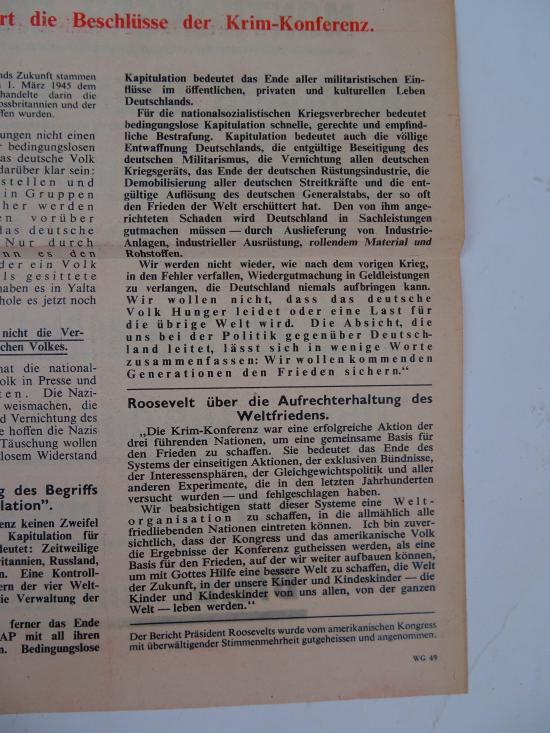 rt die Beschlüsse der Krim-Konferenz.
nds Zukunft stammen
1. März 1945 dem
handelte darin die
ossbritannien und der
ffen wurden.
ungen nicht einen
bedingungslosen
as deutsche Volk
darüber klar sein:
stellen und
in Gruppen
her werden
en vorüber
das deutsche
Nur durch
nn es den
der ein Volk
ls gesittete
haben es in Yalta
hole es jetzt noch
nicht die Ver-
chen Volkes.
hat die national-
olk in Presse und
ten. Die Nazi-
weismachen, die
d Vernichtung des
e hoffen die Nazis
Täuschung wollen
tlosem Widerstand
g des Begriffs
lation”.
enz keinen Zweifel
Kapitulation für
deutet: Zeitweilige
ritannien, Russland,
n. Eine Kontroll-
ern der vier Welt-
ie Verwaltung der
ferner das Ende
AP mit all ihren
n. Bedingungslose
Kapitulation bedeutet das Ende aller militaristischen Ein-
flüsse im öffentlichen, privaten und kulturellen Leben
Deutschlands.
Für die nationalsozialistischen Kriegsverbrecher bedeutet
bedingungslose Kapitulation schnelle, gerechte und empfind-
liche Bestrafung. Kapitulation bedeutet auch die völlige
Entwaffnung Deutschlands, die entgültige Beseitigung des
deutschen Militarismus, die Vernichtung allen deutschen
Kriegsgeräts, das Ende der deutschen Rüstungsindustrie, die
Demobilisierung aller deutschen Streitkräfte und die ent-
gültige Auflösung des deutschen Generalstabs, der so oft
den Frieden der Welt erschüttert hat. Den von ihm ange-
richteten Schaden wird Deutschland in Sachleistungen
gutmachen müssen — durch Auslieferung von Industrie-
Anlagen, industrieller Ausrüstung, rollendem Material und
Rohstoffen.
Wir werden nicht wieder, wie nach dem vorigen Krieg,
in den Fehler verfallen, Wiedergutmachung in Geldleistungen
zu verlangen, die Deutschland niemals aufbringen kann.
Wir wollen nicht, dass das deutsche
Volk Hunger leidet oder eine Last für
die übrige Welt wird. Die Absicht, die
uns bei der Politik gegenüber Deutsch-
land leitet, lässt sich in wenige Worte
zusammenfassen: Wir wollen kommenden
Generationen den Frieden sichern.“
Roosevelt über die Aufrechterhaltung des
Weltfriedens.
„Die Krim-Konferenz war eine erfolgreiche Aktion der
drei führenden Nationen, um eine gemeinsame Basis für
den Frieden zu schaffen. Sie bedeutet das Ende des
Systems der einseitigen Aktionen, der exklusiven Bündnisse,
der Interessensphären, der Gleichgewichtspolitik und aller
anderen Experimente, die in den letzten Jahrhunderten
versucht wurden — und fehlgeschlagen haben.
Wir beabsichtigen statt dieser Systeme eine Welt-
organisation zu schaffen, in die allmählich alle
friedliebenden Nationen eintreten können. Ich bin zuver-
sichtlich, dass der Kongress und das amerikanische Volk
die Ergebnisse der Konferenz gutheissen werden, als eine
Basis für den Frieden, auf der wir weiter aufbauen können,
um mit Gottes Hilfe eine bessere Welt zu schaffen, die Welt
der Zukunft, in der unsere Kinder und Kindeskinder — die
Kinder und Kindeskinder von uns allen, von der ganzen
Welt — leben werden.“
Der Bericht Präsident Roosevelts wurde vom amerikanischen Kongress
mit überwältigender Stimmenmehrheit gutgeheissen und angenommen.
WG 49